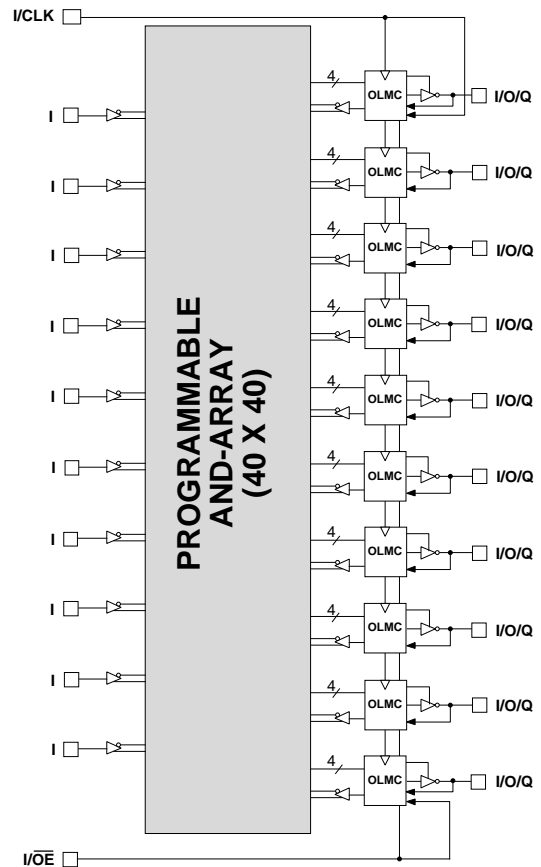 I/CLK
4
OLMC
I/O/Q
I
4
OLMC
I/O/Q
I
4
OLMC
I/O/Q
I
4
OLMC
I/O/Q
I
4
OLMC
I/O/Q
I
4
OLMC
I/O/Q
I
4
OLMC
I/O/Q
I
4
OLMC
I/O/Q
I
4
OLMC
I/O/Q
I
4
OLMC
I/O/Q
I
PROGRAMMABLE
AND-ARRAY
(40 X 40)
I/OE